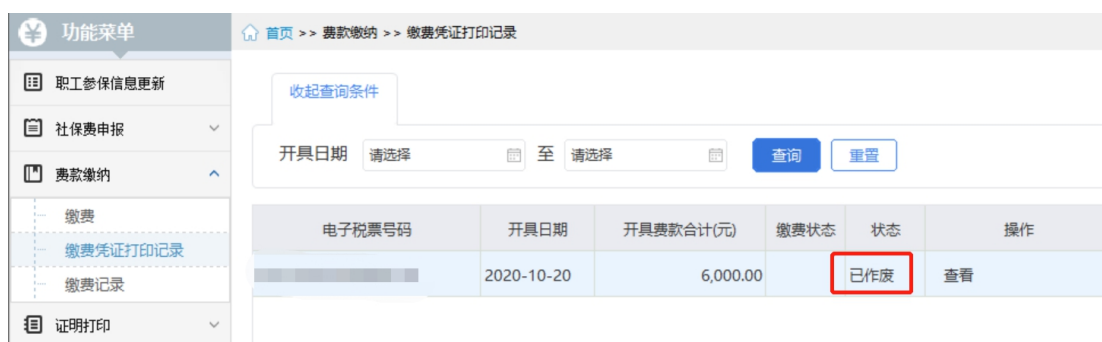 功能菜单
首页 >> 费款缴纳 >> 缴费凭证打印记录
职工参保信息更新
社保费申报
费款缴纳
缴费
缴费凭证打印记录
缴费记录
证明打印
收起查询条件
开具日期 请选择 至 请选择 查询 重置
电子税票号码 开具日期 开具费款合计(元) 缴费状态 状态 操作
2020-10-20 6,000.00 已作废 查看